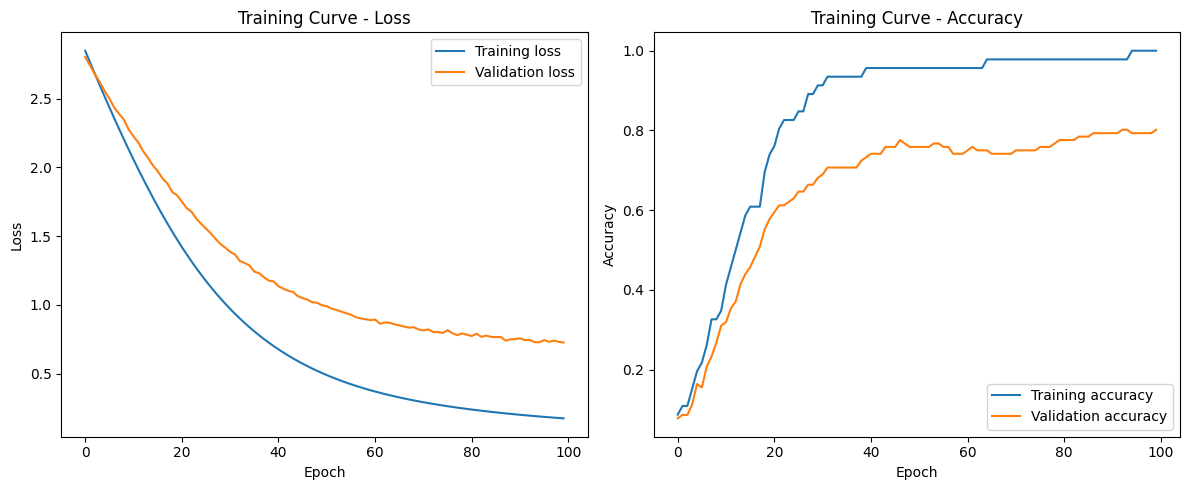 Training Curve - Loss
Training loss
Validation loss
Loss
2.5
2.0
1.5
1.0
0.5
0 20 40 60 80 100
Epoch
Training Curve - Accuracy
Accuracy
1.0
0.8
0.6
0.4
0.2
Training accuracy
Validation accuracy
0 20 40 60 80 100
Epoch